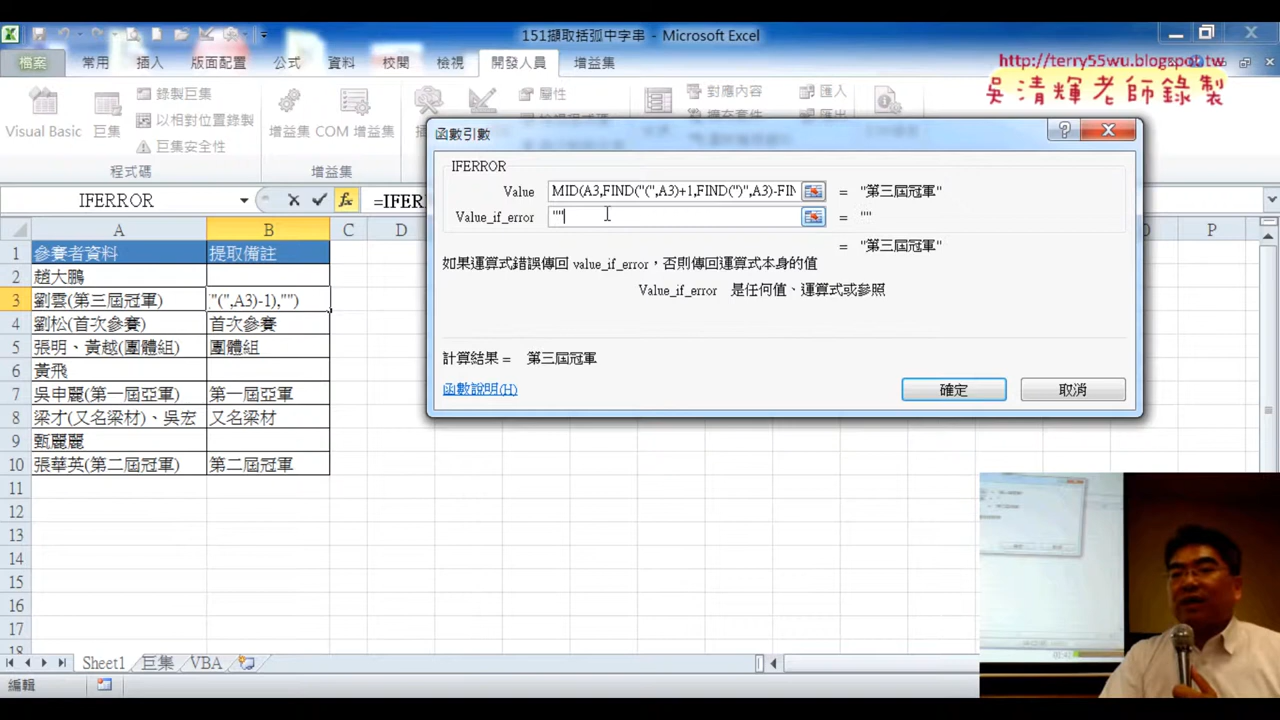 151擷取括弧中字串 - Microsoft Excel
http://terry55wu.blogspot.tw
吳清輝老師錄製
檔案 常用 插入 版面配置 公式 資料 校閱 檢視 開發人員 增益集
Visual Basic 巨集 錄製巨集 以相對位置錄製 巨集安全性 增益集 COM 增益集 屬性 對應內容 匯入
程式碼 增益集
函數引數
IFERROR
Value MID(A3,FIND("(",A3)+1,FIND(")",A3)-FIN = "第三屆冠軍"
Value_if_error "" = ""
= "第三屆冠軍"
如果運算式錯誤傳回 value_if_error，否則傳回運算式本身的值
Value_if_error 是任何值、運算式或參照
計算結果 = 第三屆冠軍
函數說明(H)
確定 取消
IFERROR =IFER
A B C D P
1 參賽者資料 提取備註
2 趙大鵬
3 劉雲(第三屆冠軍) "(",A3)-1),"")
4 劉松(首次參賽) 首次參賽
5 張明、黃越(團體組) 團體組
6 黃飛
7 吳申麗(第一屆亞軍) 第一屆亞軍
8 梁才(又名梁材)、吳宏 又名梁材
9 甄麗麗
10 張華英(第二屆冠軍) 第二屆冠軍
11
12
13
14
15
16
17
18
Sheet1 巨集 VBA
編輯